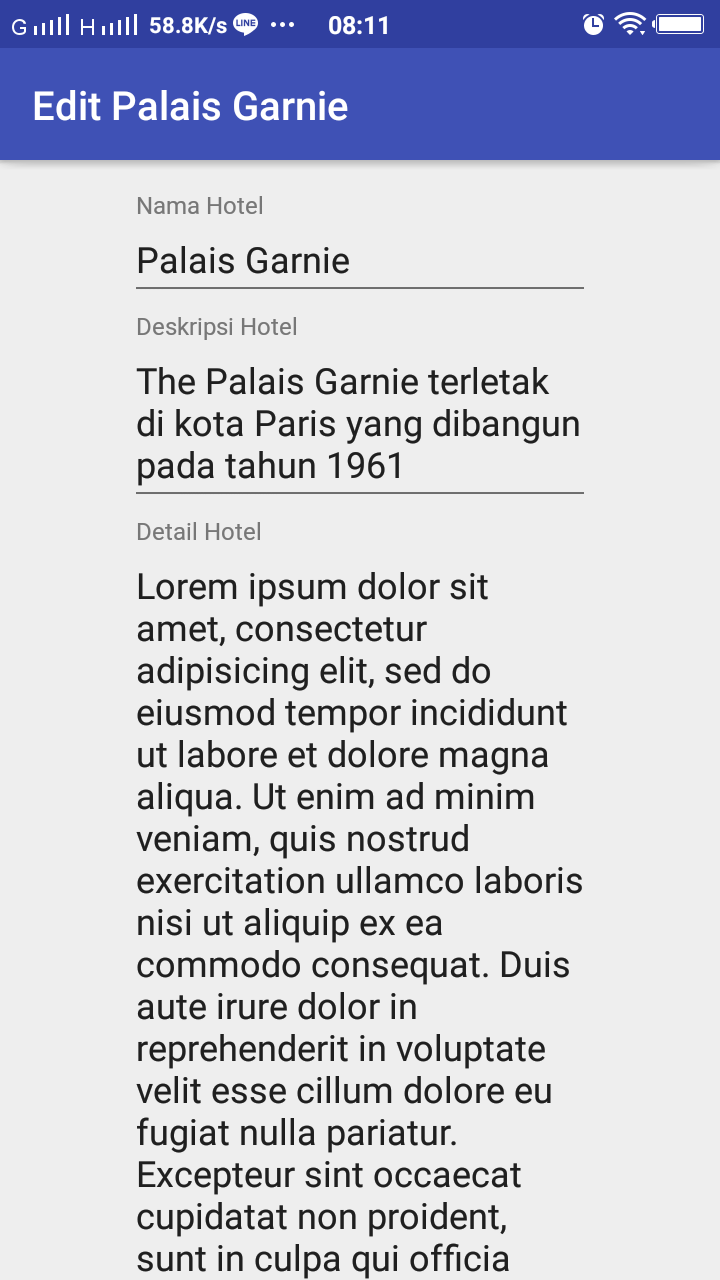 G H 58.8K/s LINE ... 08:11
Edit Palais Garnie
Nama Hotel
Palais Garnie
Deskripsi Hotel
The Palais Garnie terletak
di kota Paris yang dibangun
pada tahun 1961
Detail Hotel
Lorem ipsum dolor sit
amet, consectetur
adipisicing elit, sed do
eiusmod tempor incididunt
ut labore et dolore magna
aliqua. Ut enim ad minim
veniam, quis nostrud
exercitation ullamco laboris
nisi ut aliquip ex ea
commodo consequat. Duis
aute irure dolor in
reprehenderit in voluptate
velit esse cillum dolore eu
fugiat nulla pariatur.
Excepteur sint occaecat
cupidatat non proident,
sunt in culpa qui officia